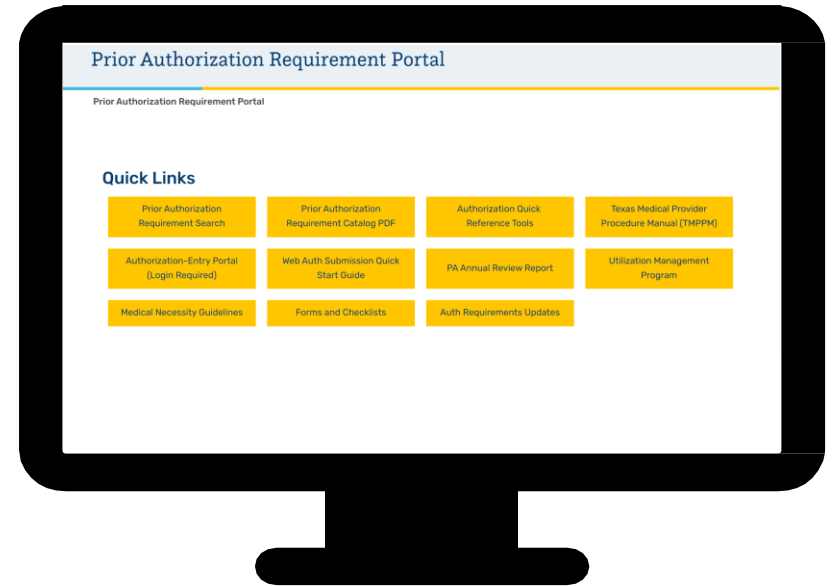 Prior Authorization Requirement Portal
Prior Authorization Requirement Portal
Quick Links
Prior Authorization
Requirement Search
Prior Authorization
Requirement Catalog PDF
Authorization Quick
Reference Tools
Texas Medical Provider
Procedure Manual (TMPPM)
Authorization-Entry Portal
(Login Required)
Web Auth Submission Quick
Start Guide
PA Annual Review Report
Utilization Management
Program
Medical Necessity Guidelines
Forms and Checklists
Auth Requirements Updates